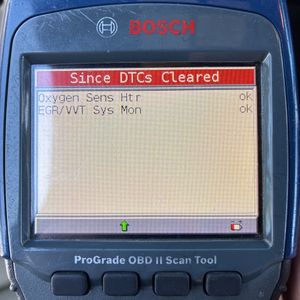 BOSCH
Since DTCs Cleared
Oxygen Sens Htr ok
EGR/VVT Sys Mon ok
ProGrade OBD II Scan Tool